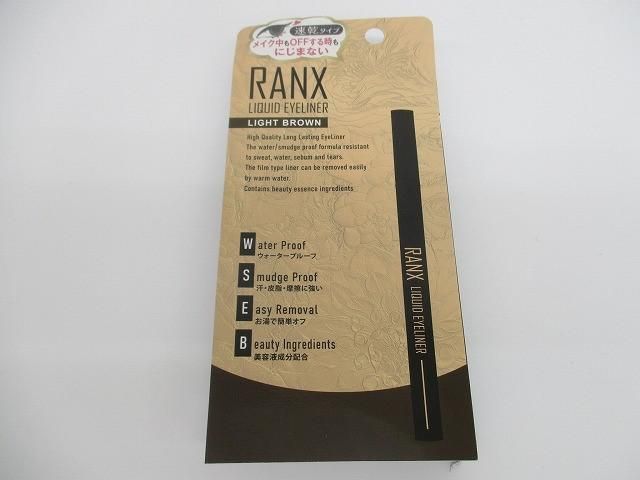 速乾タイプ
メイク中もOFFする時も
にじまない
RANX
LIQUID EYELINER
LIGHT BROWN
High Quality Long Lasting EyeLiner
The water/smudge proof formula resistant
to sweat, water, sebum and tears.
The film type liner can be removed easily
by warm water.
Contains beauty essence ingredients
Water Proof
ウォータープルーフ
Smudge Proof
汗・皮脂・摩擦に強い
Easy Removal
お湯で簡単オフ
Beauty Ingredients
美容液成分配合
RANX LIQUID EYELINER